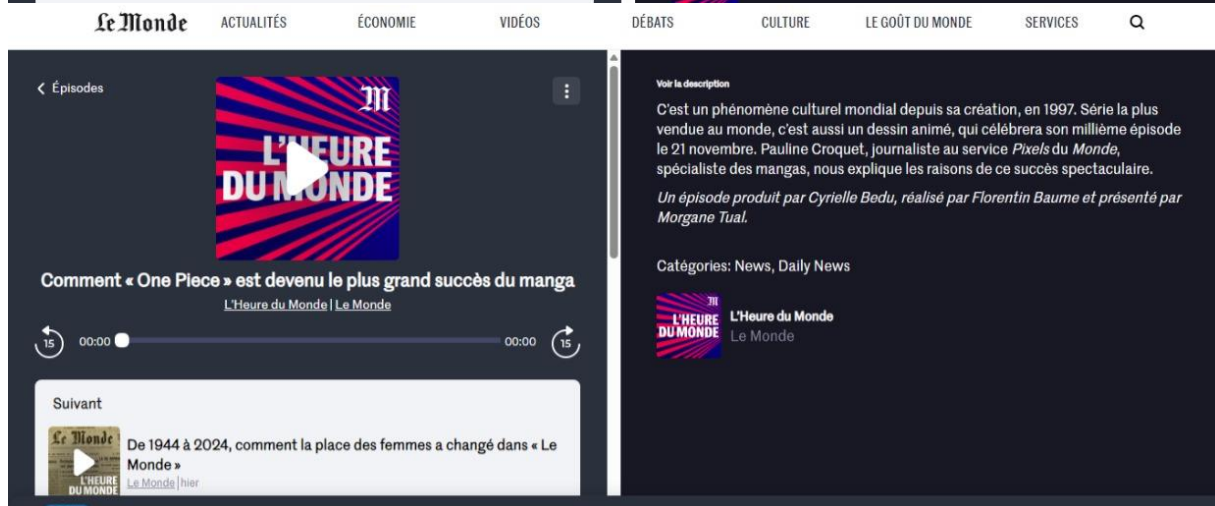 Le Monde ACTUALITÉS ÉCONOMIE VIDÉOS DÉBATS CULTURE LE GOÛT DU MONDE SERVICES
Épisodes
M
L'HEURE
DU MONDE
Comment « One Piece » est devenu le plus grand succès du manga
L'Heure du Monde | Le Monde
15 00:00 00:00 15
Suivant
Le Monde
L'HEURE
DU MONDE
De 1944 à 2024, comment la place des femmes a changé dans « Le
Monde »
Le Monde | hier
Voir la description
C'est un phénomène culturel mondial depuis sa création, en 1997. Série la plus
vendue au monde, c'est aussi un dessin animé, qui célébrera son millième épisode
le 21 novembre. Pauline Croquet, journaliste au service Pixels du Monde,
spécialiste des mangas, nous explique les raisons de ce succès spectaculaire.
Un épisode produit par Cyrielle Bedu, réalisé par Florentin Baume et présenté par
Morgane Tual.
Catégories: News, Daily News
M
L'HEURE
DU MONDE
L'Heure du Monde
Le Monde